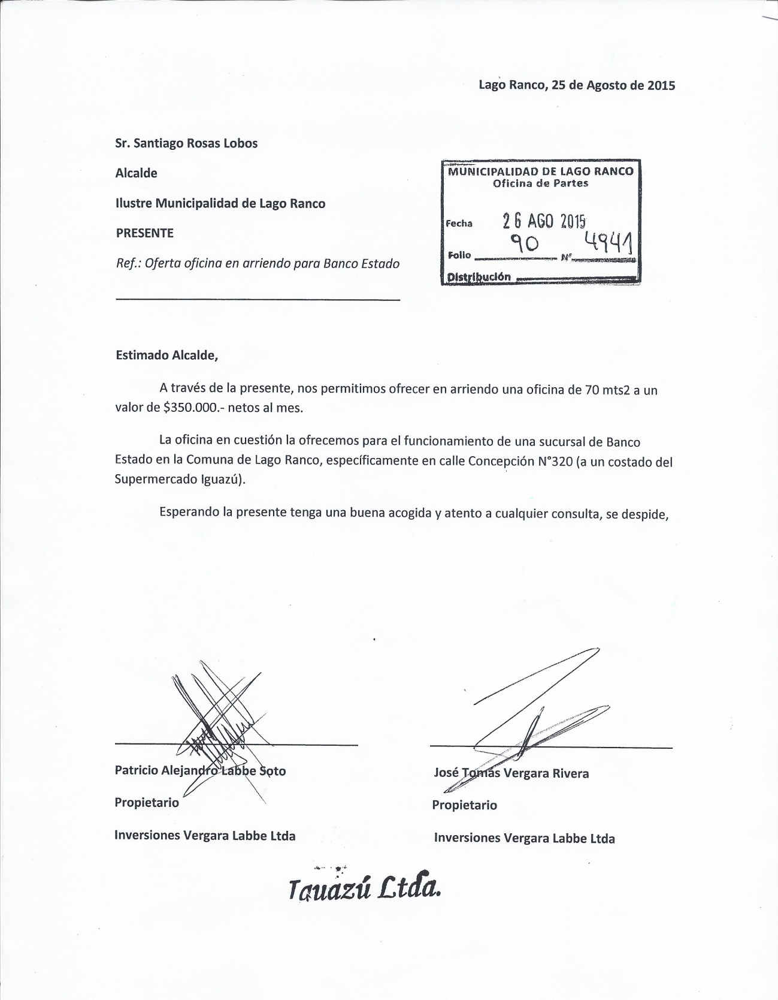 Lago Ranco, 25 de Agosto de 2015
Sr. Santiago Rosas Lobos
Alcalde
Ilustre Municipalidad de Lago Ranco
PRESENTE
Ref.: Oferta oficina en arriendo para Banco Estado
MUNICIPALIDAD DE LAGO RANCO
Oficina de Partes
Fecha 26 AGO 2015
Folio 90 N° 4941
Distribución
Estimado Alcalde,
A través de la presente, nos permitimos ofrecer en arriendo una oficina de 70 mts2 a un
valor de $350.000.- netos al mes.
La oficina en cuestión la ofrecemos para el funcionamiento de una sucursal de Banco
Estado en la Comuna de Lago Ranco, específicamente en calle Concepción N°320 (a un costado del
Supermercado Iguazú).
Esperando la presente tenga una buena acogida y atento a cualquier consulta, se despide,
Patricio Alejandro Labbe Soto
Propietario
Inversiones Vergara Labbe Ltda
José Tomás Vergara Rivera
Propietario
Inversiones Vergara Labbe Ltda
Ltda.